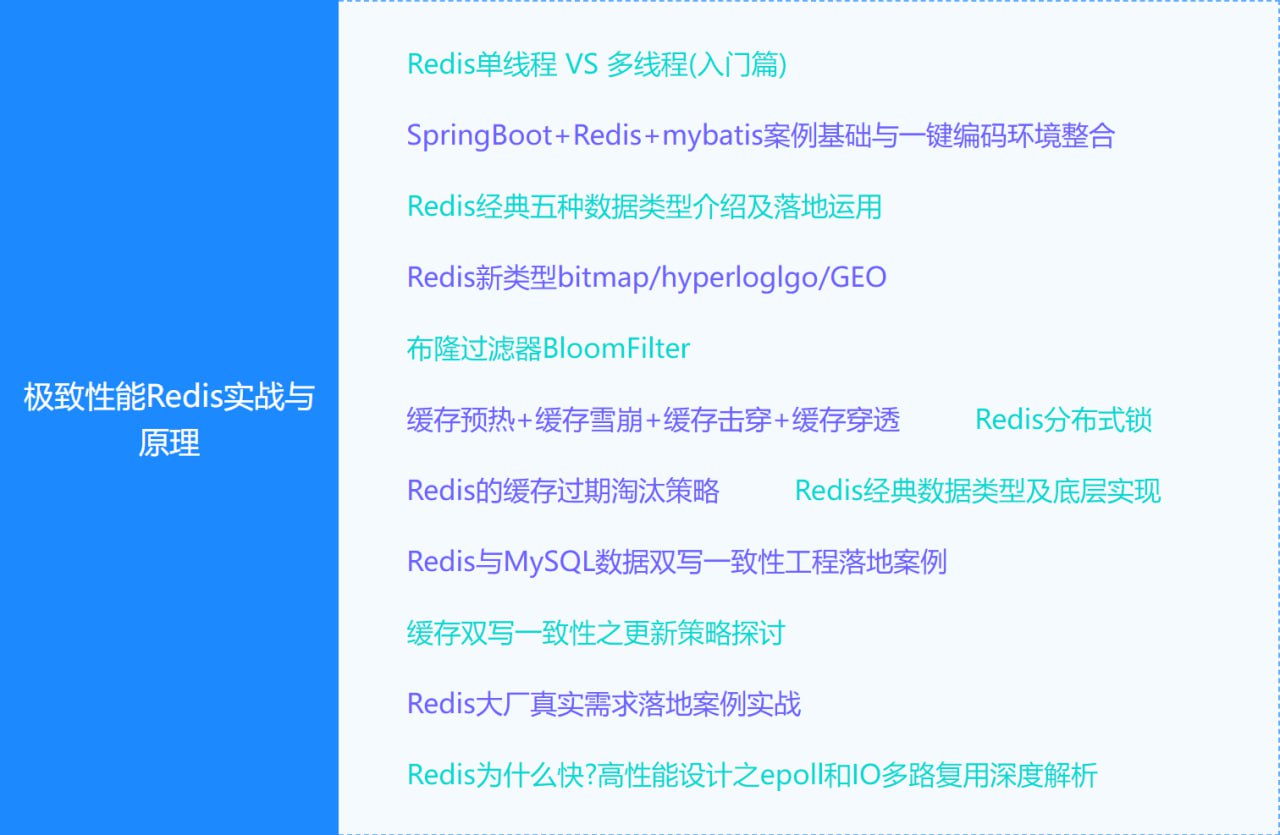 极致性能Redis实战与
原理
Redis单线程 VS 多线程(入门篇)
SpringBoot+Redis+mybatis案例基础与一键编码环境整合
Redis经典五种数据类型介绍及落地运用
Redis新类型bitmap/hyperloglgo/GEO
布隆过滤器BloomFilter
缓存预热+缓存雪崩+缓存击穿+缓存穿透 Redis分布式锁
Redis的缓存过期淘汰策略 Redis经典数据类型及底层实现
Redis与MySQL数据双写一致性工程落地案例
缓存双写一致性之更新策略探讨
Redis大厂真实需求落地案例实战
Redis为什么快?高性能设计之epoll和IO多路复用深度解析